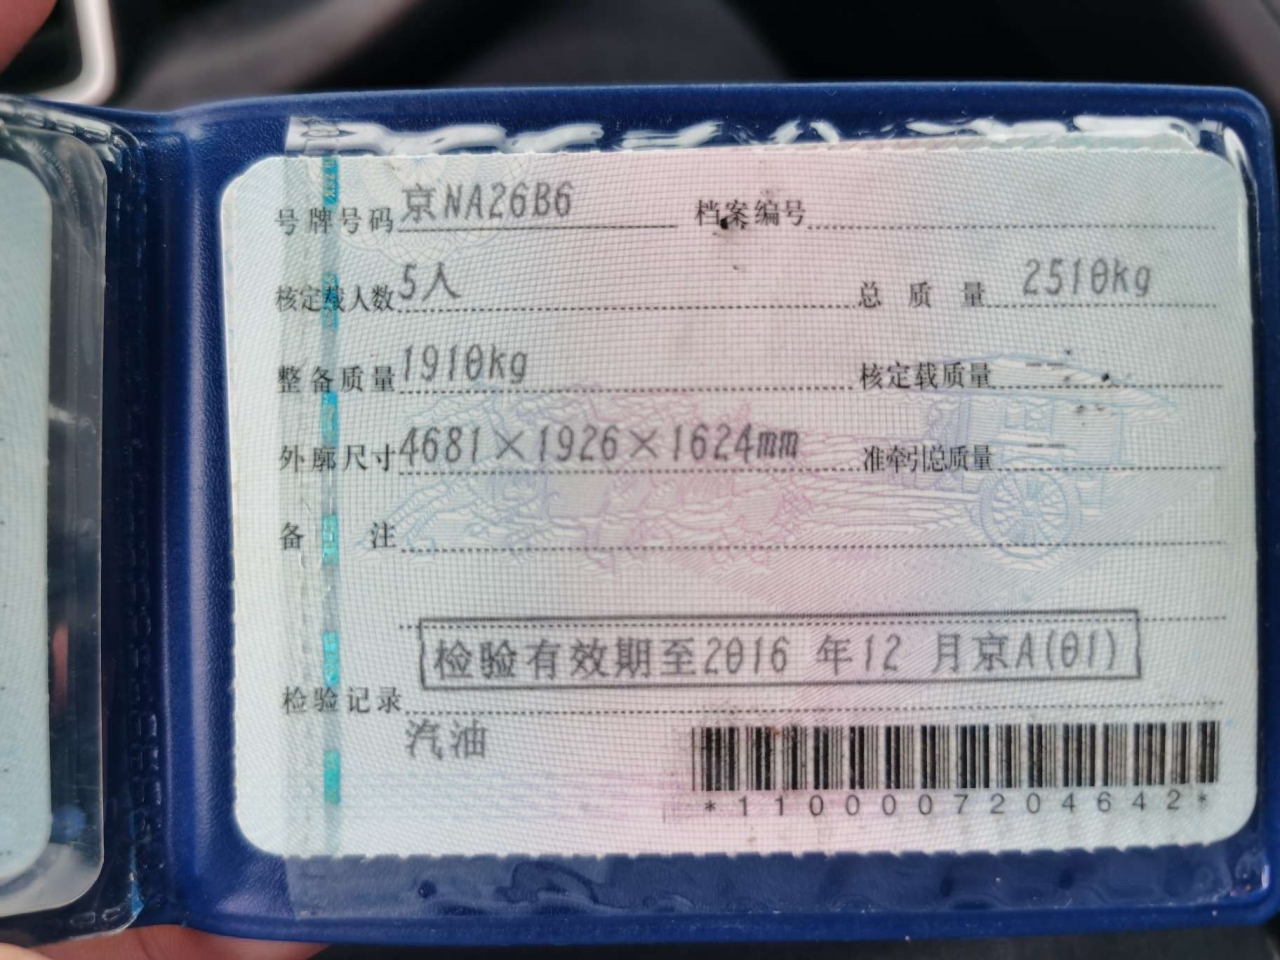 号牌号码 京NA26B6 档案编号
核定载人数 5人 总质量 2510kg
整备质量 1910kg 核定载质量 --
外廓尺寸 4681×1926×1624mm 准牵引总质量 --
备注
检验有效期至2016 年12 月京A(01)
检验记录
汽油
*1100007204642*